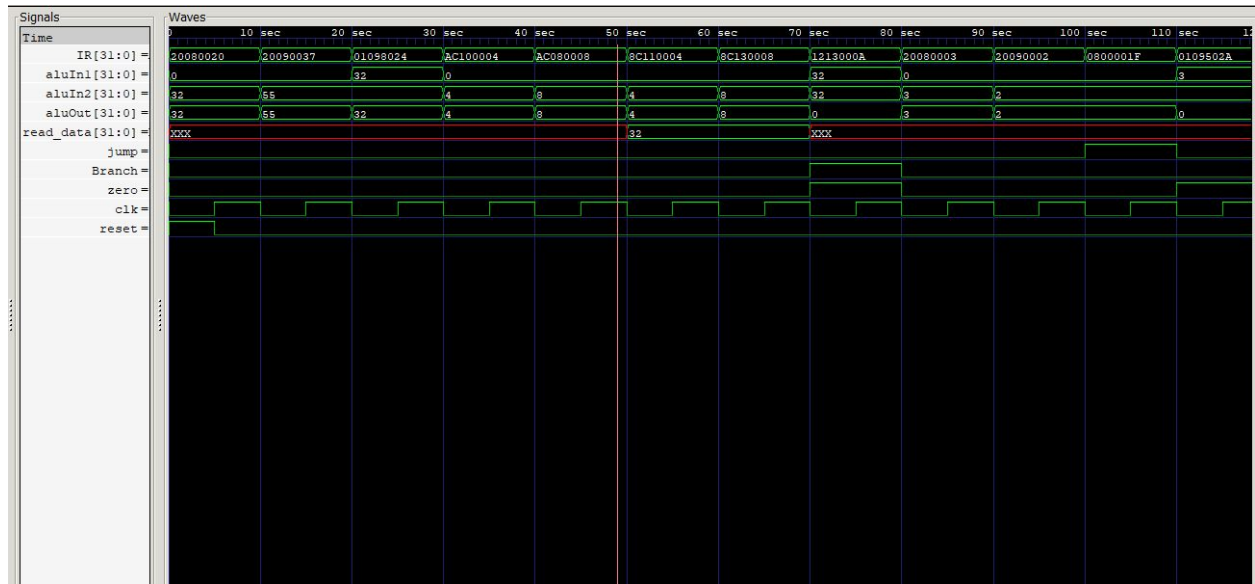 Signals
Waves
Time
0 10 sec 20 sec 30 sec 40 sec 50 sec 60 sec 70 sec 80 sec 90 sec 100 sec 110 sec 12
IR[31:0] = 20080020 20090037 01098024 AC100004 AC080008 8C110004 8C130008 1213000A 20080003 20090002 0800001F 0109502A
aluIn1[31:0] = 0 32 0 32 0 3
aluIn2[31:0] = 32 55 4 8 4 8 32 3 2
aluOut[31:0] = 32 55 32 4 8 4 8 0 3 2 0
read_data[31:0] = XXX 32 XXX
jump =
Branch =
zero =
clk =
reset =